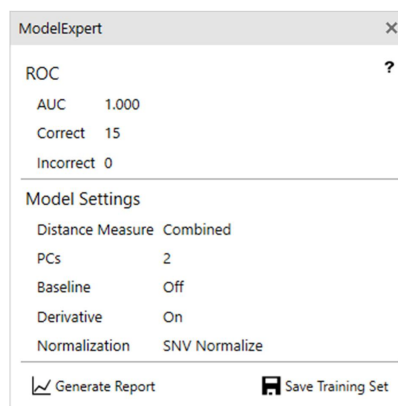 ModelExpert
ROC ?
AUC 1.000
Correct 15
Incorrect 0
Model Settings
Distance Measure Combined
PCs 2
Baseline Off
Derivative On
Normalization SNV Normalize
Generate Report Save Training Set